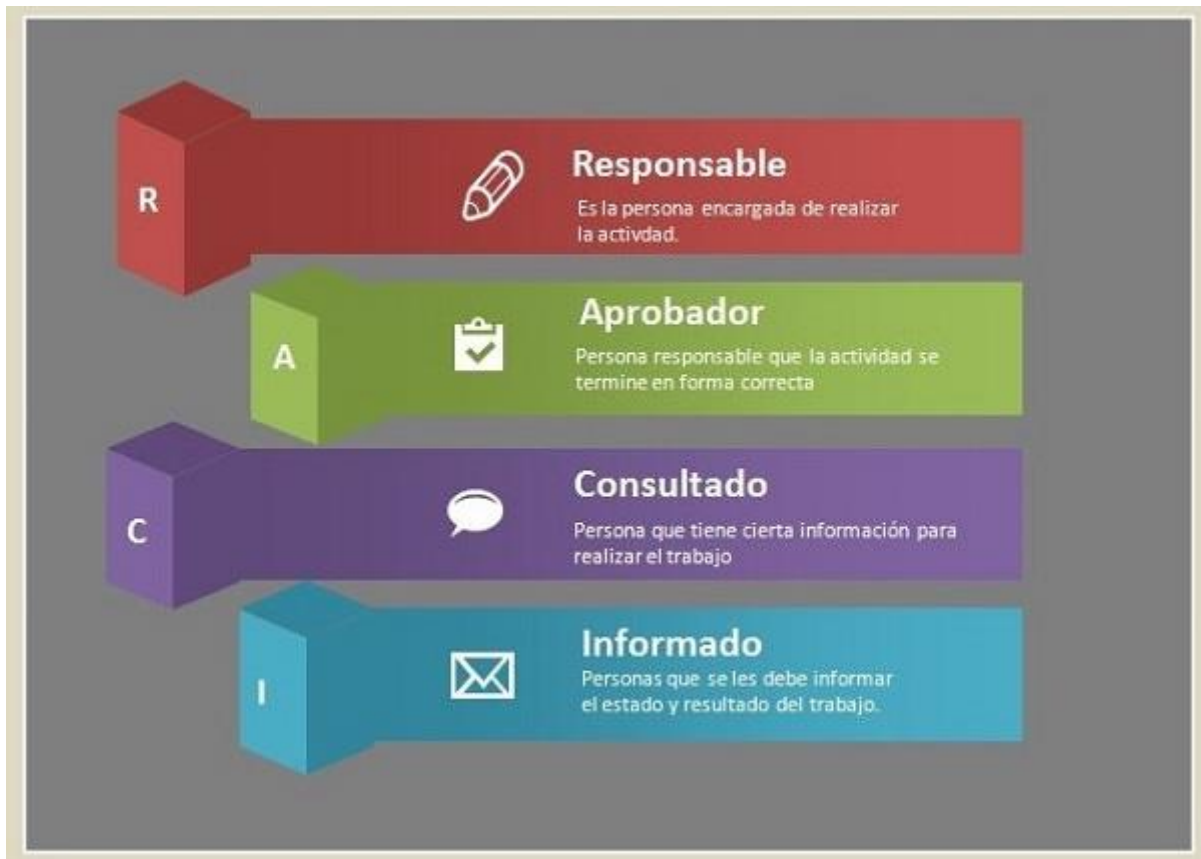 R
Responsable
Es la persona encargada de realizar
la activdad.
A
Aprobador
Persona responsable que la actividad se
termine en forma correcta
C
Consultado
Persona que tiene cierta información para
realizar el trabajo
I
Informado
Personas que se les debe informar
el estado y resultado del trabajo.